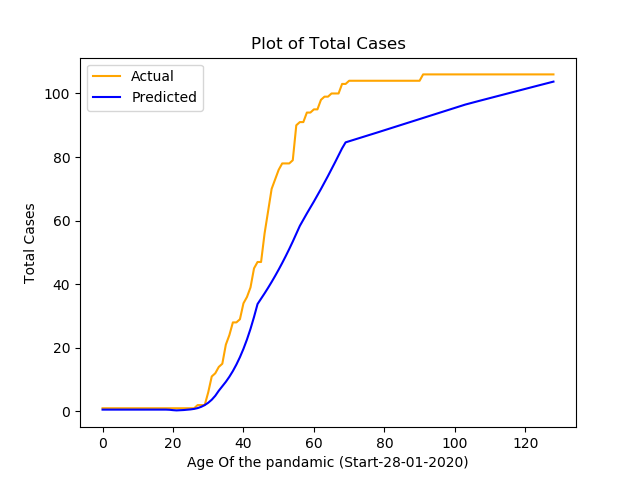 Plot of Total Cases
Actual
Predicted
100
80
60
40
20
0
Total Cases
0 20 40 60 80 100 120
Age Of the pandamic (Start-28-01-2020)